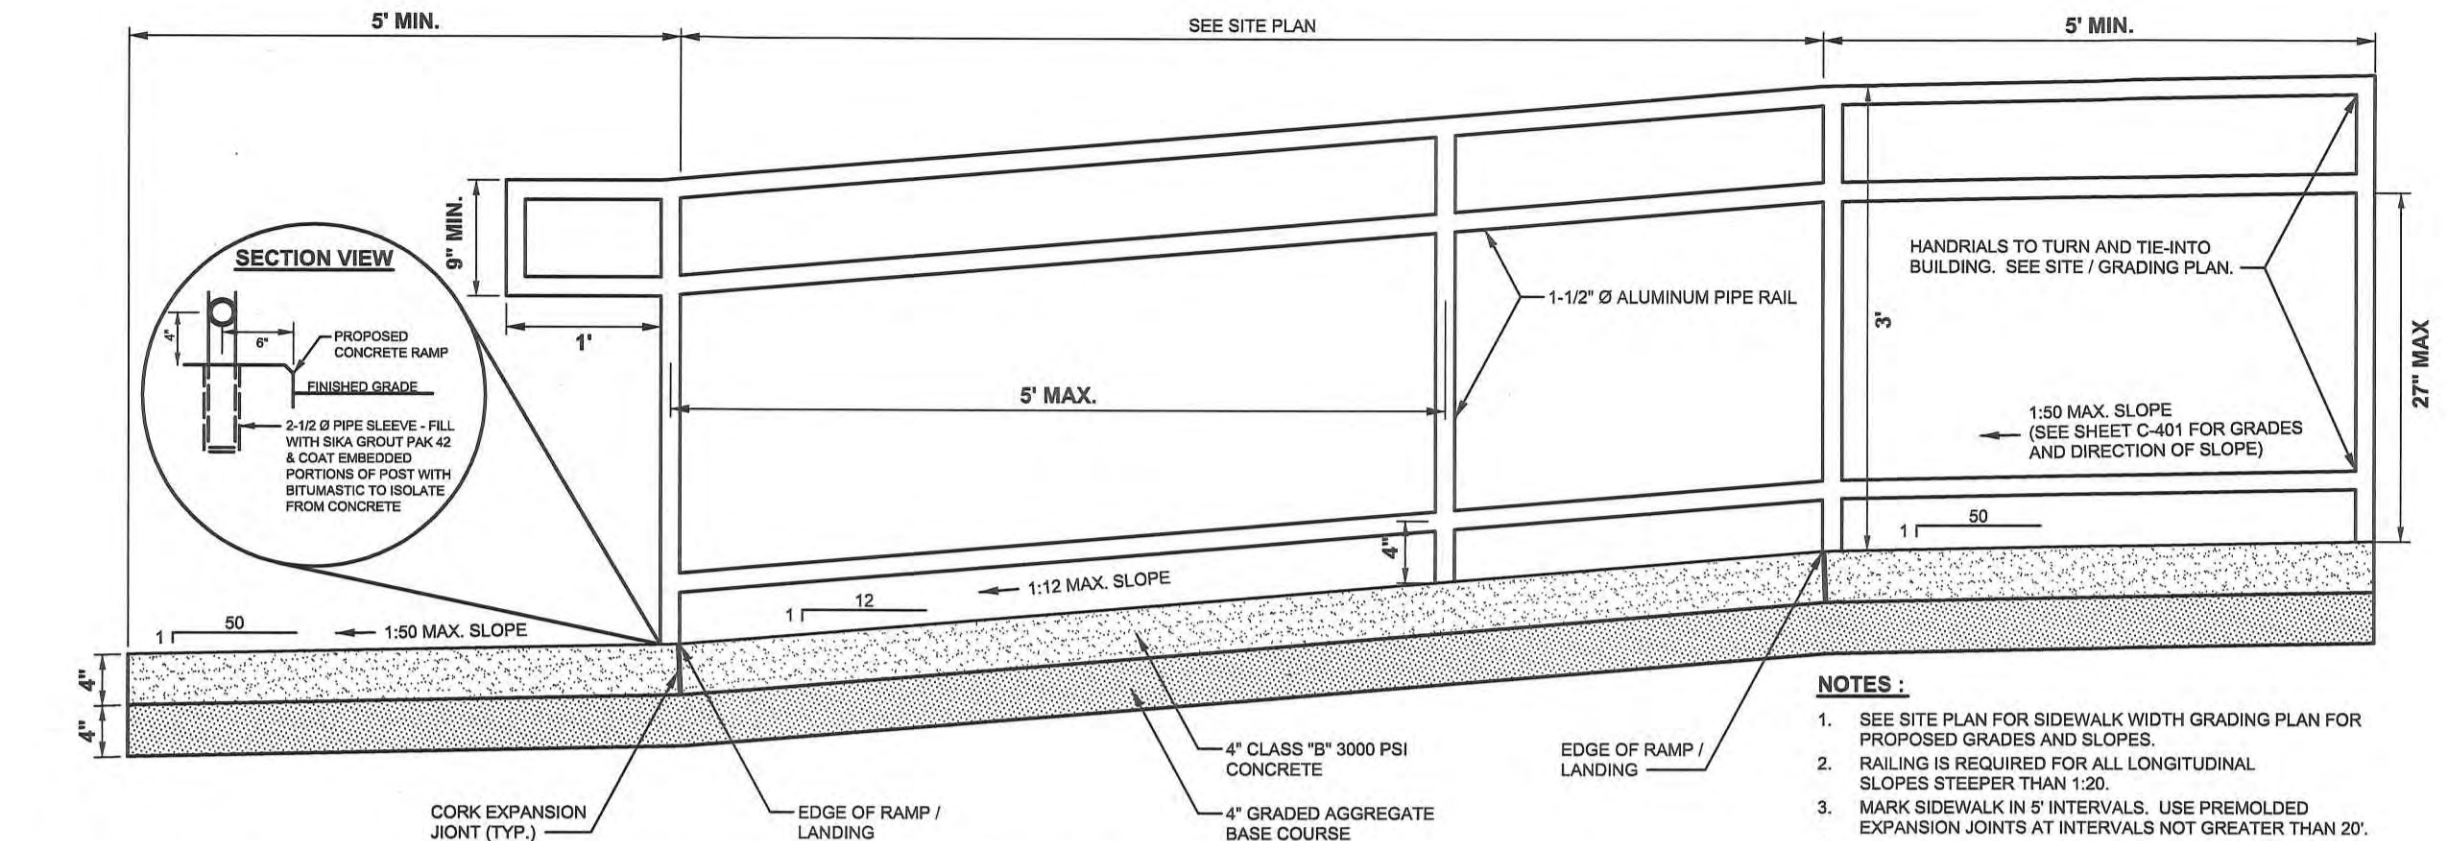 5' MIN.
SEE SITE PLAN
5' MIN.
9" MIN.
1'
SECTION VIEW
4"
6"
PROPOSED
CONCRETE RAMP
FINISHED GRADE
2-1/2 Ø PIPE SLEEVE - FILL
WITH SIKA GROUT PAK 42
& COAT EMBEDDED
PORTIONS OF POST WITH
BITUMASTIC TO ISOLATE
FROM CONCRETE
5' MAX.
1-1/2" Ø ALUMINUM PIPE RAIL
3'
HANDRIALS TO TURN AND TIE-INTO
BUILDING. SEE SITE / GRADING PLAN.
27" MAX
1:50 MAX. SLOPE
(SEE SHEET C-401 FOR GRADES
AND DIRECTION OF SLOPE)
50
1
4"
1:12 MAX. SLOPE
12
1
50
1
1:50 MAX. SLOPE
4"
4"
CORK EXPANSION
JIONT (TYP.)
EDGE OF RAMP /
LANDING
4" CLASS "B" 3000 PSI
CONCRETE
4" GRADED AGGREGATE
BASE COURSE
EDGE OF RAMP /
LANDING
NOTES :
1. SEE SITE PLAN FOR SIDEWALK WIDTH GRADING PLAN FOR
PROPOSED GRADES AND SLOPES.
2. RAILING IS REQUIRED FOR ALL LONGITUDINAL
SLOPES STEEPER THAN 1:20.
3. MARK SIDEWALK IN 5' INTERVALS. USE PREMOLDED
EXPANSION JOINTS AT INTERVALS NOT GREATER THAN 20'.